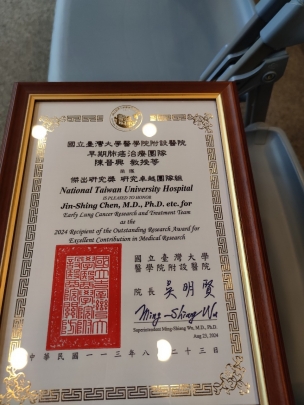 國立臺灣大學醫學院附設醫院
早期肺癌治療團隊
陳晉興 教授等
榮獲
傑出研究獎 研究卓越團隊組
National Taiwan University Hospital
IS PLEASED TO HONOR
Jin-Shing Chen, M.D., Ph.D. etc. for
Early Lung Cancer Research and Treatment Team
as the
2024 Recipient of the Outstanding Research Award for
Excellent Contribution in Medical Research
國立臺灣大學
醫學院附設醫院
院長 吳明賢
Ming-Shiang Wu
Superintendent Ming-Shiang Wu, M.D., Ph.D.
Aug 23, 2024
中華民國一一三年八月二十三日